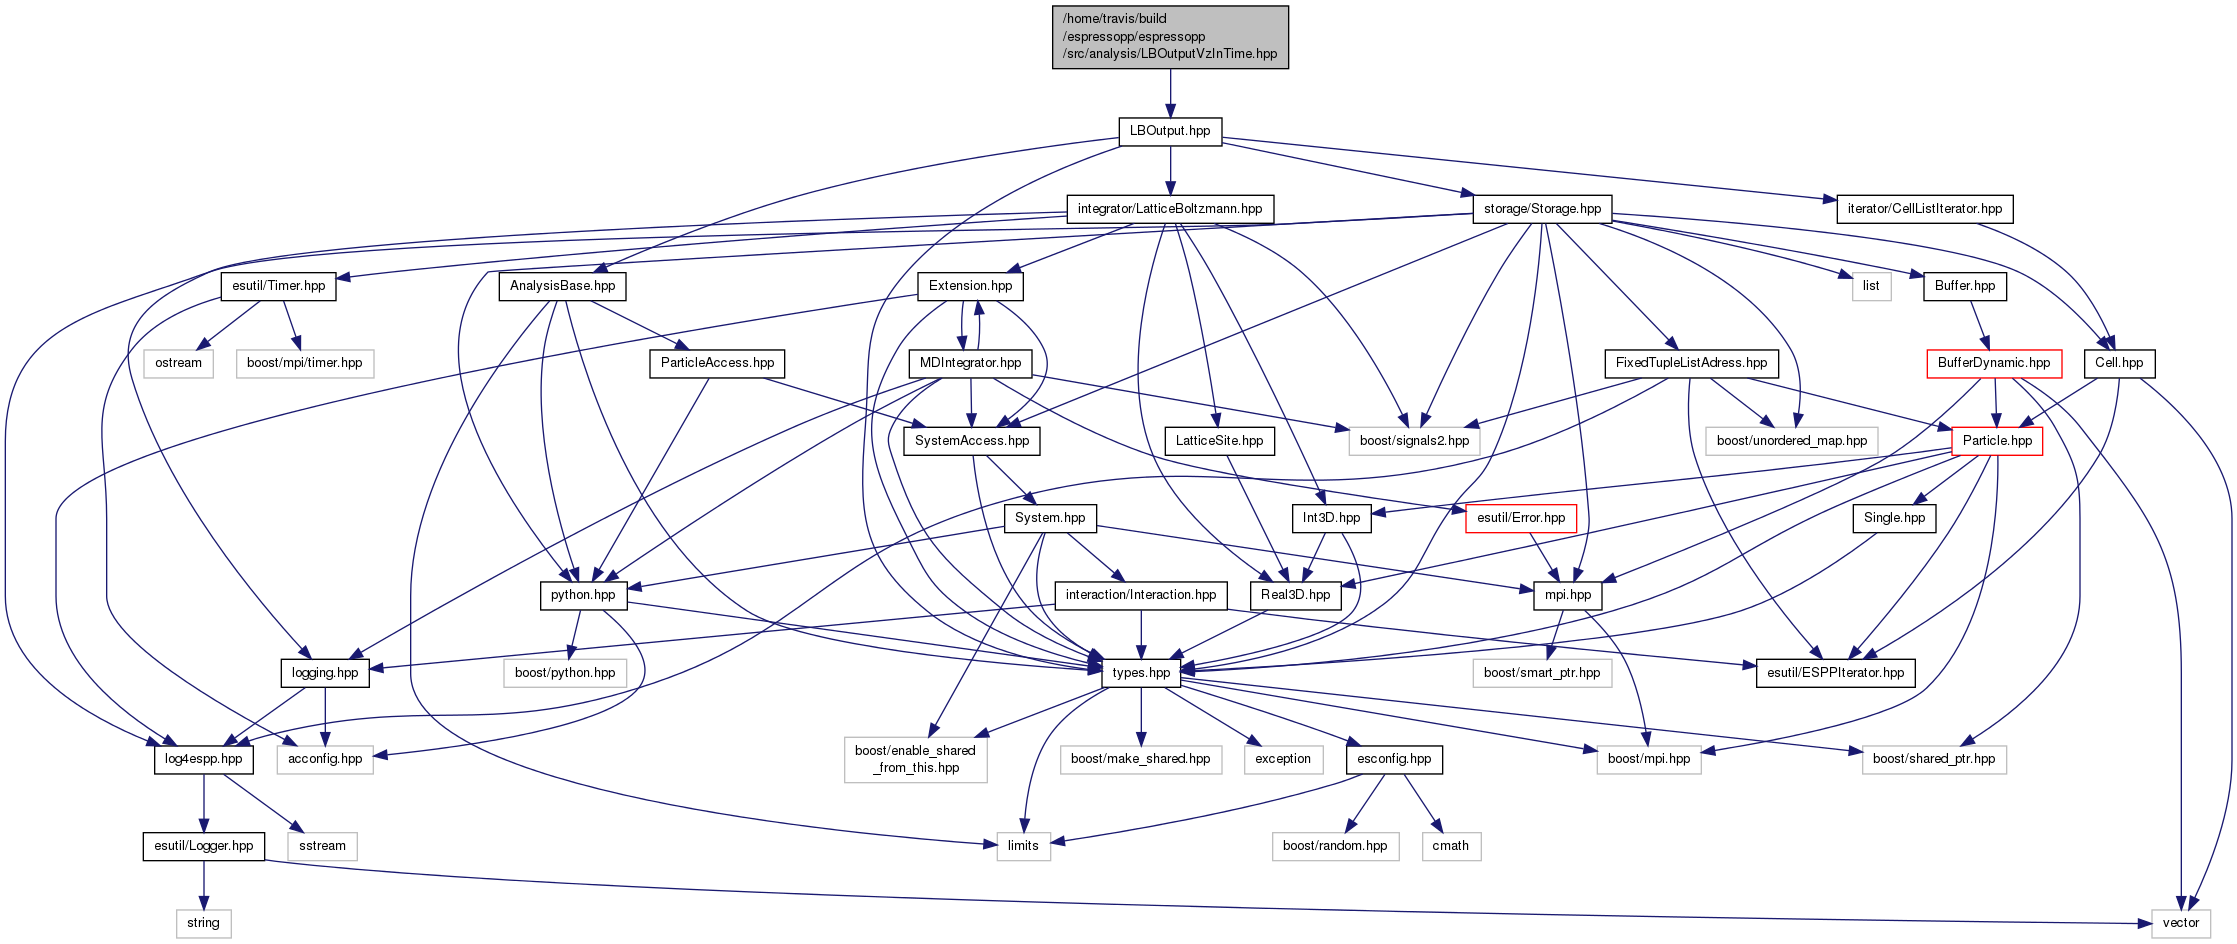 /home/travis/build
/espressopp/espressopp
/src/analysis/LBOutputVzInTime.hpp
LBOutput.hpp
integrator/LatticeBoltzmann.hpp
storage/Storage.hpp
iterator/CellListIterator.hpp
esutil/Timer.hpp
AnalysisBase.hpp
Extension.hpp
list
Buffer.hpp
ostream
boost/mpi/timer.hpp
ParticleAccess.hpp
MDIntegrator.hpp
FixedTupleListAdress.hpp
BufferDynamic.hpp
Cell.hpp
SystemAccess.hpp
LatticeSite.hpp
boost/signals2.hpp
boost/unordered_map.hpp
Particle.hpp
System.hpp
Int3D.hpp
esutil/Error.hpp
Single.hpp
python.hpp
interaction/Interaction.hpp
Real3D.hpp
mpi.hpp
logging.hpp
boost/python.hpp
types.hpp
boost/smart_ptr.hpp
esutil/ESPPIterator.hpp
log4espp.hpp
acconfig.hpp
boost/enable_shared
_from_this.hpp
boost/make_shared.hpp
exception
esconfig.hpp
boost/mpi.hpp
boost/shared_ptr.hpp
esutil/Logger.hpp
sstream
limits
boost/random.hpp
cmath
string
vector